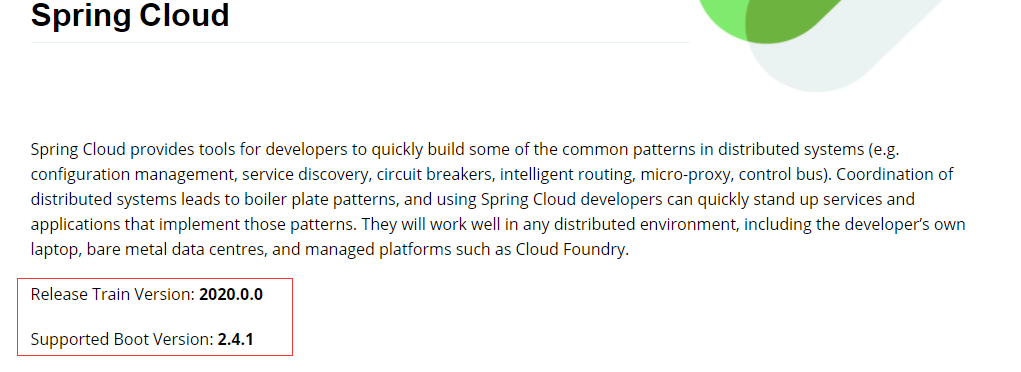 Spring Cloud
Spring Cloud provides tools for developers to quickly build some of the common patterns in distributed systems (e.g.
configuration management, service discovery, circuit breakers, intelligent routing, micro-proxy, control bus). Coordination of
distributed systems leads to boiler plate patterns, and using Spring Cloud developers can quickly stand up services and
applications that implement those patterns. They will work well in any distributed environment, including the developer’s own
laptop, bare metal data centres, and managed platforms such as Cloud Foundry.
Release Train Version: 2020.0.0
Supported Boot Version: 2.4.1